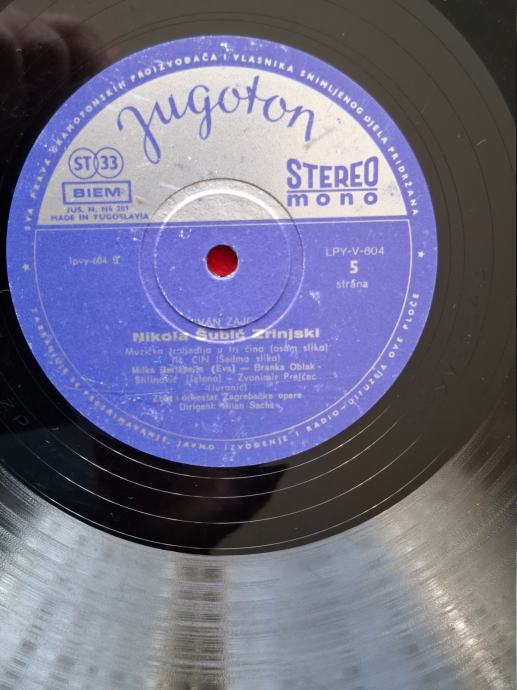 SVA PRAVA GRAMOFONSKIH PROIZVOĐAČA I VLASNIKA SNIMLJENOG DJELA PRIDRŽANA
Jugoton
ST 33
BIEM
JUS. N. N4 201
MADE IN YUGOSLAVIA
STEREO
mono
LPY-V-604
5
strana
IVAN ZAJC
Nikola Šubić Zrinjski
Muzička tragedija u tri čina (osam slika)
III. ČIN (Sedma slika)
Milka (Eva) — Branka Oblak-
Stilinović (Jelena) — Zvonimir Prelčec
(Juranić)
Zbor i orkestar Zagrebačke opere
Dirigent: Milan Sachs
ZABRANJUJE SE PRESNIMAVANJE, JAVNO IZVOĐENJE I RADIO-DIFUZIJA OVE PLOČE